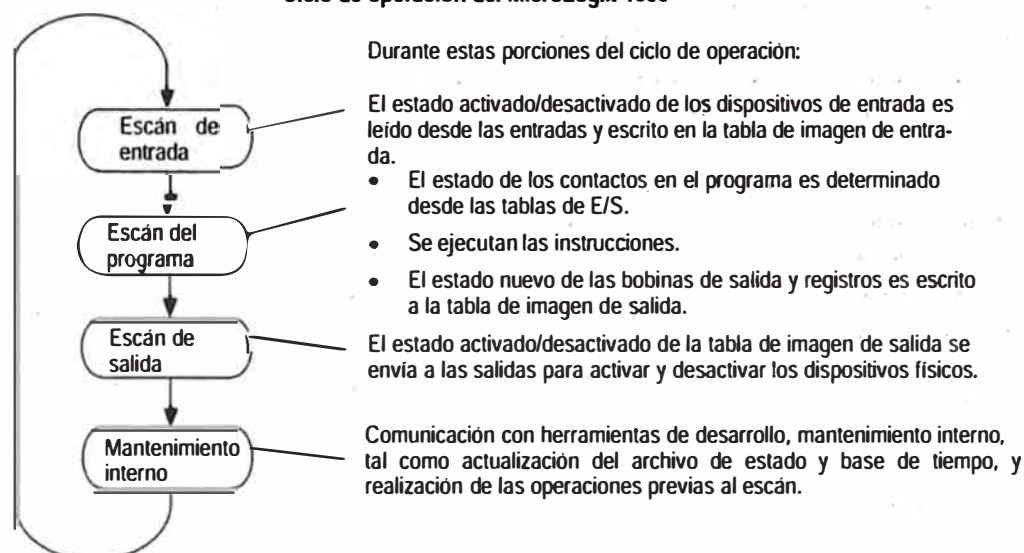 Durante estas porciones del ciclo de operación:
Escán de
entrada
El estado activado/desactivado de los dispositivos de entrada es
leído desde las entradas y escrito en la tabla de imagen de entra-
da.
Escán del
programa
• El estado de los contactos en el programa es determinado
desde las tablas de E/S.
• Se ejecutan las instrucciones.
• El estado nuevo de las bobinas de salida y registros es escrito
a la tabla de imagen de salida.
Escán de
salida
El estado activado/desactivado de la tabla de imagen de salida se
envía a las salidas para activar y desactivar los dispositivos físicos.
Mantenimiento
interno
Comunicación con herramientas de desarrollo, mantenimiento interno,
tal como actualización del archivo de estado y base de tiempo, y
realización de las operaciones previas al escán.